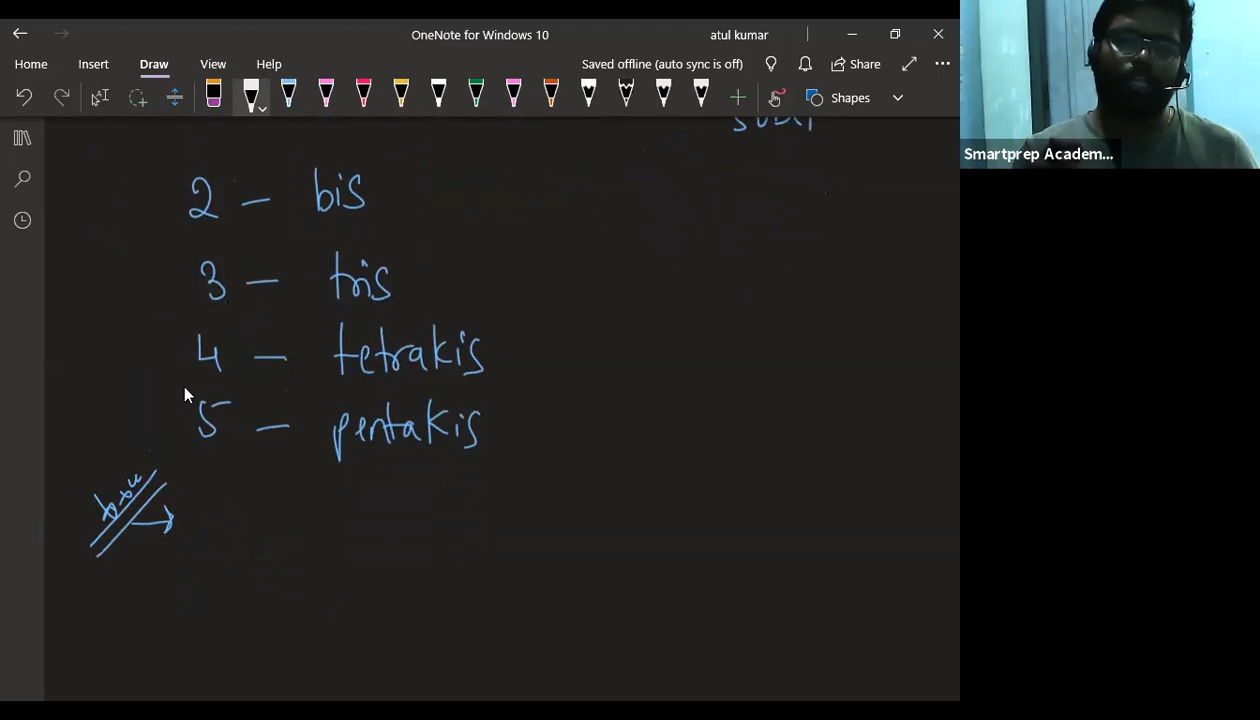 OneNote for Windows 10
atul kumar
Home Insert Draw View Help
Saved offline (auto sync is off)
Share
Shapes
Smartprep Academ...
2 – bis
3 – tris
4 – tetrakis
5 – pentakis